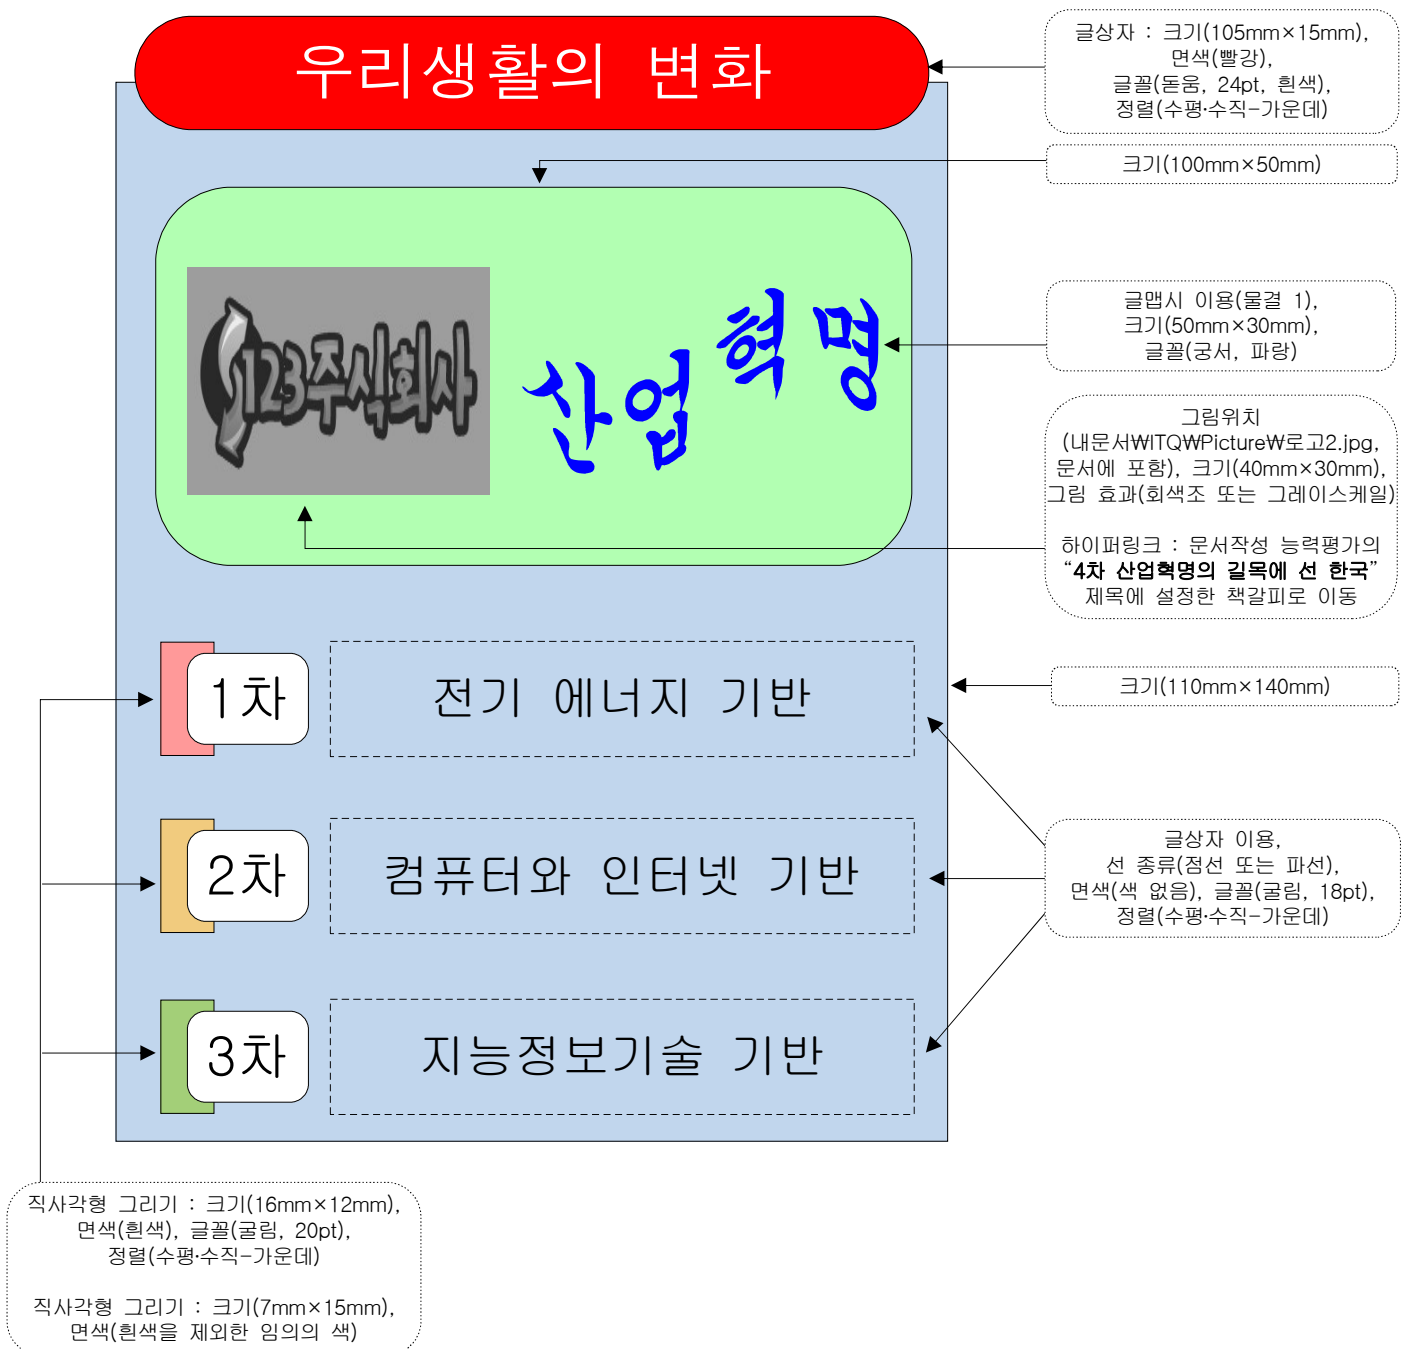 우리생활의 변화
글상자 : 크기(105mm×15mm),
면색(빨강),
글꼴(돋움, 24pt, 흰색),
정렬(수평·수직-가운데)
크기(100mm×50mm)
123주식회사
산업혁명
글맵시 이용(물결 1),
크기(50mm×30mm),
글꼴(궁서, 파랑)
그림위치
(내문서₩ITQ₩Picture₩로고2.jpg,
문서에 포함), 크기(40mm×30mm),
그림 효과(회색조 또는 그레이스케일)
하이퍼링크 : 문서작성 능력평가의
“4차 산업혁명의 길목에 선 한국”
제목에 설정한 책갈피로 이동
1차
전기 에너지 기반
크기(110mm×140mm)
2차
컴퓨터와 인터넷 기반
글상자 이용,
선 종류(점선 또는 파선),
면색(색 없음), 글꼴(굴림, 18pt),
정렬(수평·수직-가운데)
3차
지능정보기술 기반
직사각형 그리기 : 크기(16mm×12mm),
면색(흰색), 글꼴(굴림, 20pt),
정렬(수평·수직-가운데)
직사각형 그리기 : 크기(7mm×15mm),
면색(흰색을 제외한 임의의 색)